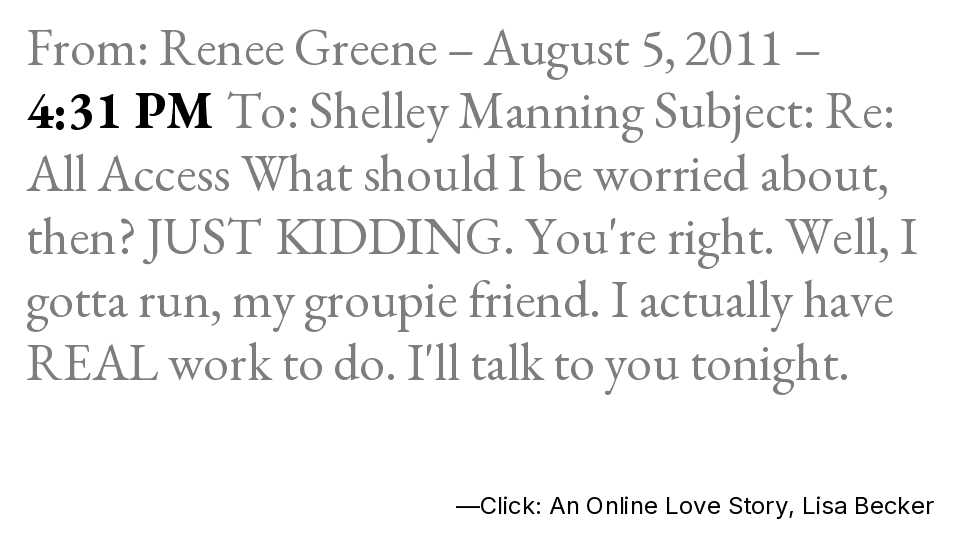 From: Renee Greene – August 5, 2011 –
4:31 PM To: Shelley Manning Subject: Re:
All Access What should I be worried about,
then? JUST KIDDING. You're right. Well, I
gotta run, my groupie friend. I actually have
REAL work to do. I'll talk to you tonight.
—Click: An Online Love Story, Lisa Becker